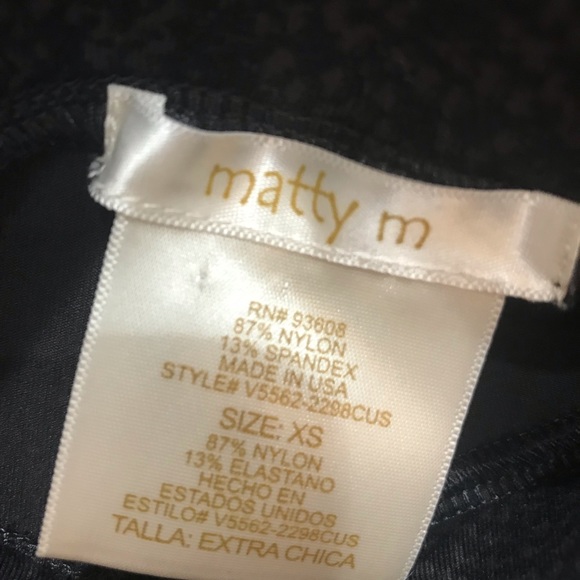 matty m
RN# 93608
87% NYLON
13% SPANDEX
MADE IN USA
STYLE# V5562-2298CUS
SIZE: XS
87% NYLON
13% ELASTANO
HECHO EN
ESTADOS UNIDOS
ESTILO# V5562-2298CUS
TALLA: EXTRA CHICA